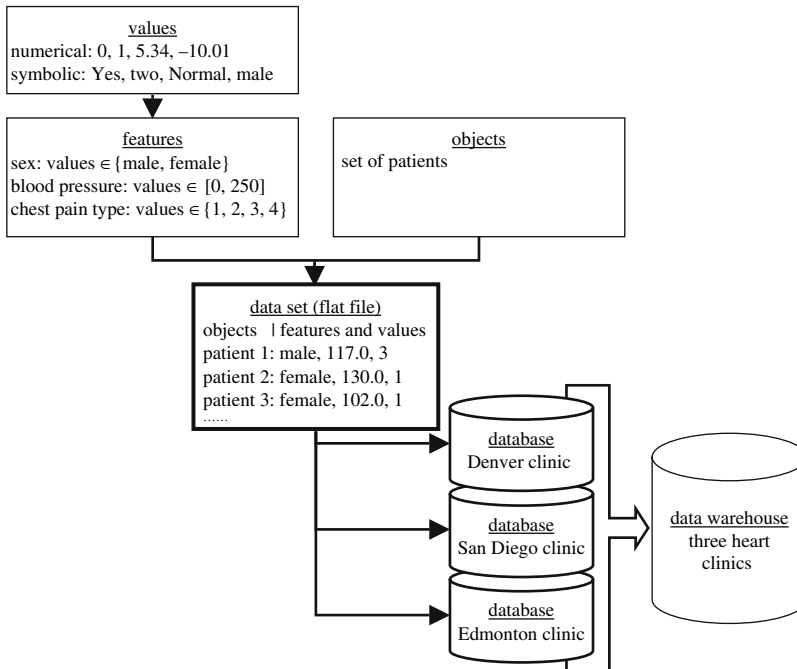 values
numerical: 0, 1, 5.34, –10.01
symbolic: Yes, two, Normal, male
features
sex: values ∈ {male, female}
blood pressure: values ∈ [0, 250]
chest pain type: values ∈ {1, 2, 3, 4}
objects
set of patients
data set (flat file)
objects | features and values
patient 1: male, 117.0, 3
patient 2: female, 130.0, 1
patient 3: female, 102.0, 1
......
database
Denver clinic
database
San Diego clinic
database
Edmonton clinic
data warehouse
three heart
clinics